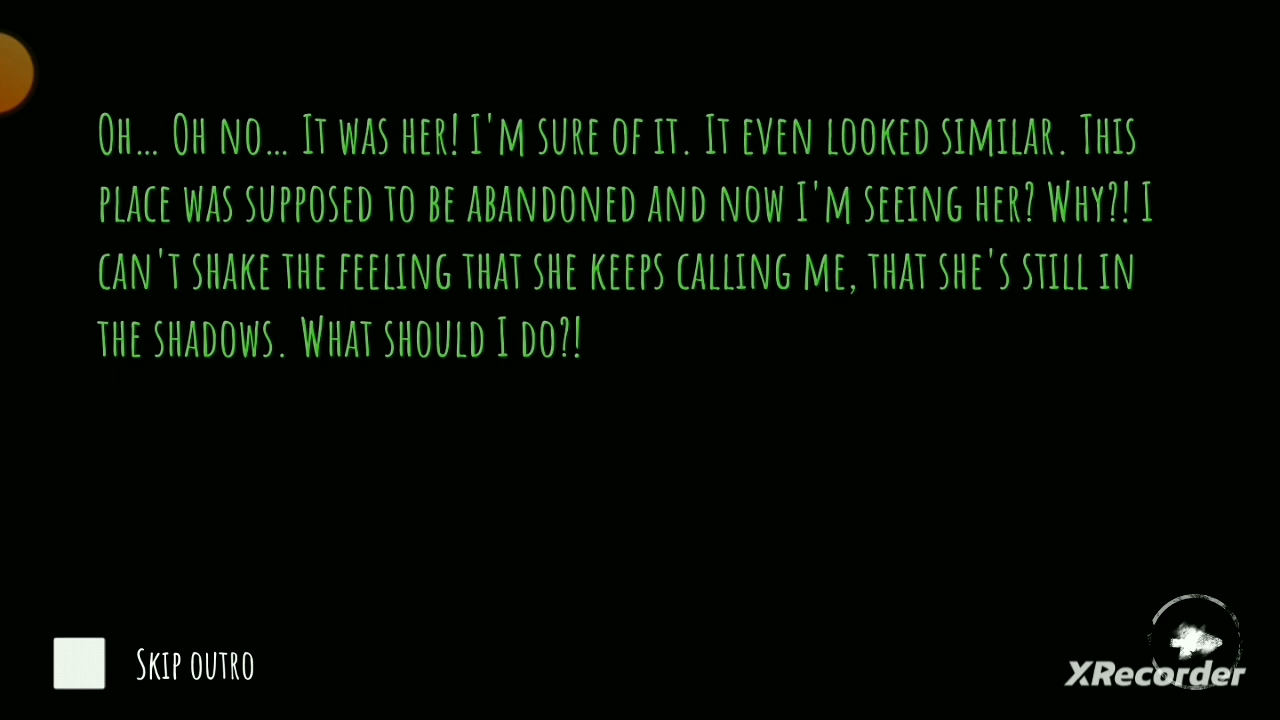 Oh... Oh no... It was her! I'm sure of it. It even looked similar. This
place was supposed to be abandoned and now I'm seeing her? Why?! I
can't shake the feeling that she keeps calling me, that she's still in
the shadows. What should I do?!
Skip outro
XRecorder